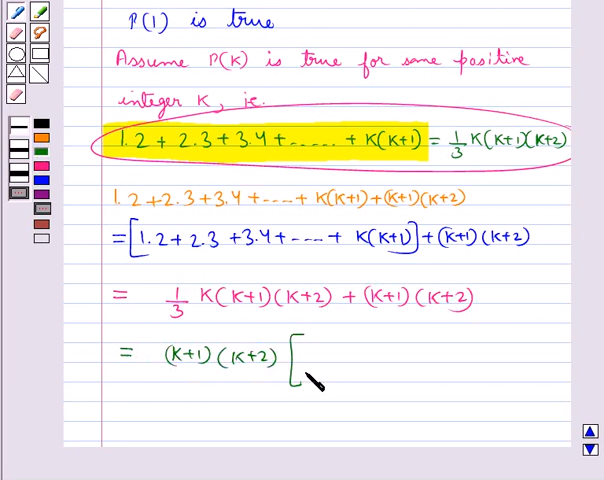 P(1) is true
Assume P(K) is true for same positive
integer K, ie.
1.2 + 2.3 + 3.4 + ...... + K(K+1) = 1/3 K(K+1)(K+2)
1.2 + 2.3 + 3.4 + ---- + K(K+1) + (K+1)(K+2)
= [1.2 + 2.3 + 3.4 + ---- + K(K+1)] + (K+1)(K+2)
= 1/3 K(K+1)(K+2) + (K+1)(K+2)
= (K+1)(K+2) [